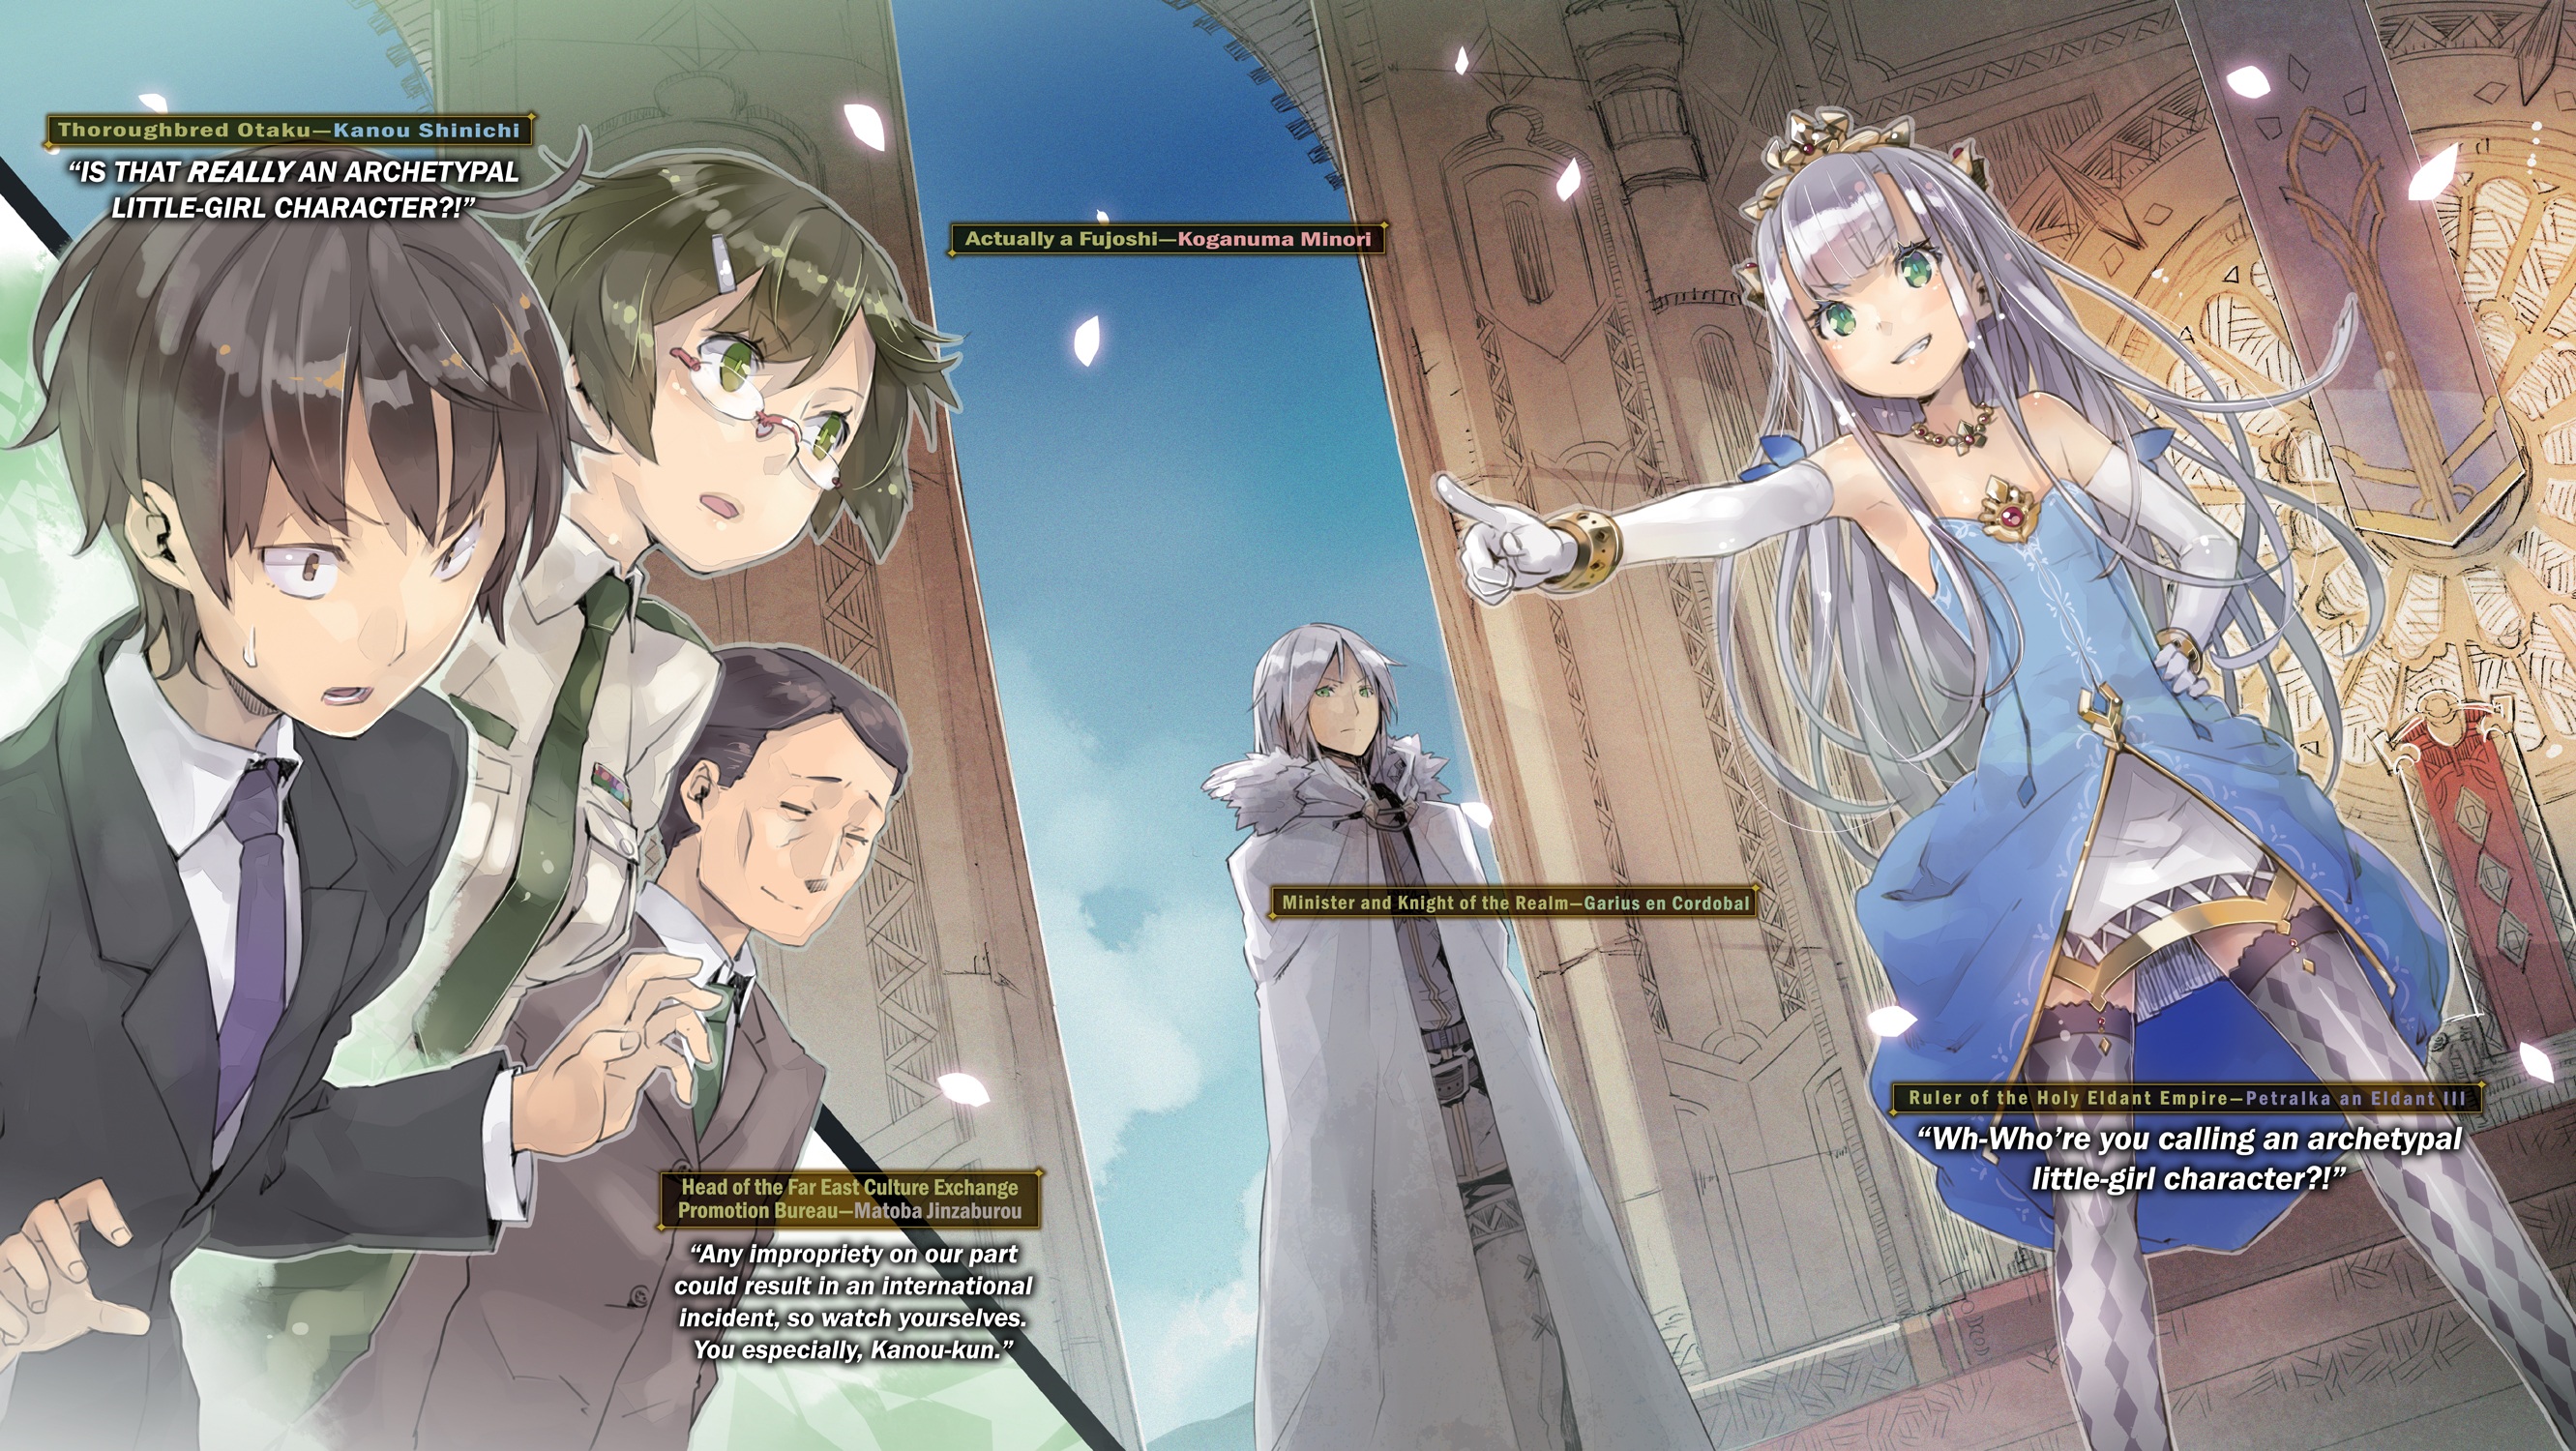 Thoroughbred Otaku—Kanou Shinichi
“IS THAT REALLY AN ARCHETYPAL
LITTLE-GIRL CHARACTER?!”
Actually a Fujoshi—Koganuma Minori
Minister and Knight of the Realm—Garius en Cordobal
Head of the Far East Culture Exchange
Promotion Bureau—Matoba Jinzaburou
“Any impropriety on our part
could result in an international
incident, so watch yourselves.
You especially, Kanou-kun.”
Ruler of the Holy Eldant Empire—Petralka an Eldant III
“Wh-Who’re you calling an archetypal
little-girl character?!”